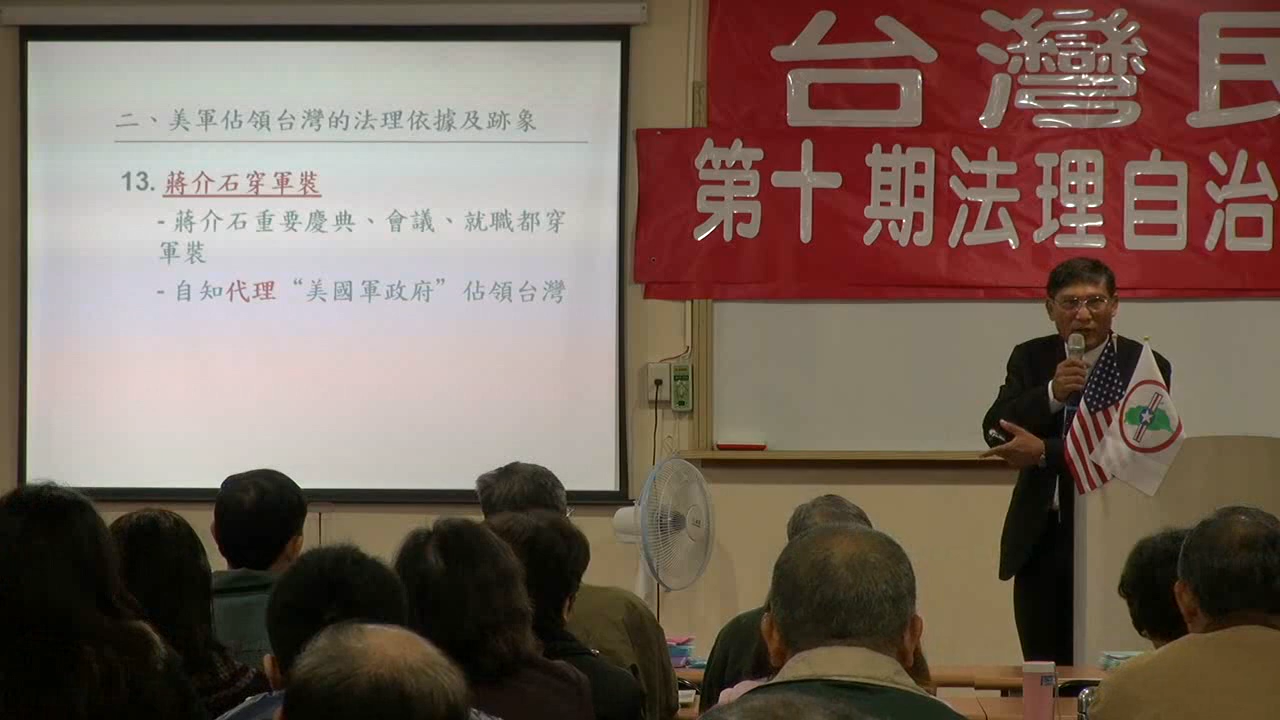 二、美軍佔領台灣的法理依據及跡象
13. 蔣介石穿軍裝
- 蔣介石重要慶典、會議、就職都穿
軍裝
- 自知代理“美國軍政府”佔領台灣
台灣民
第十期法理自治